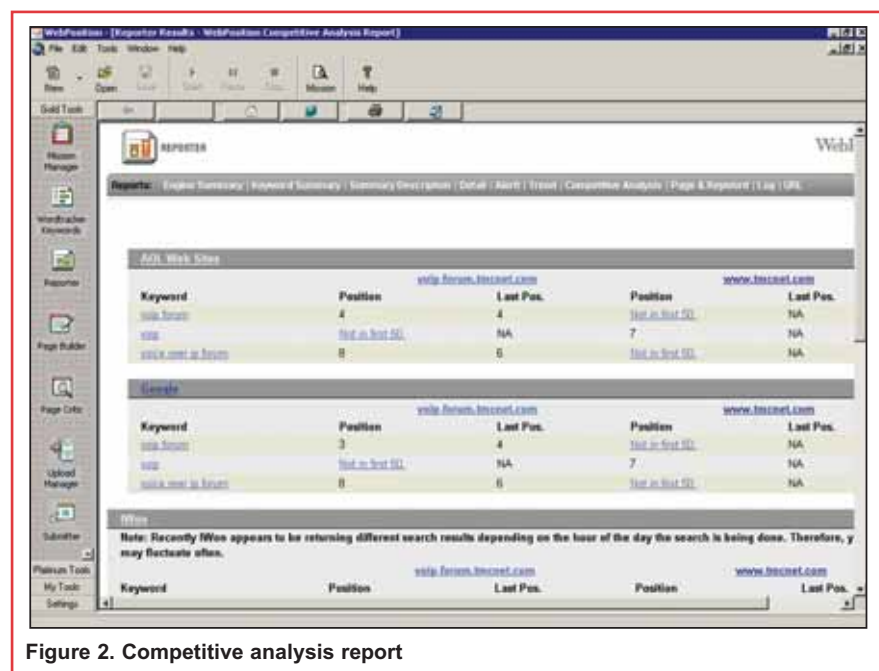 WebPosition - [Reporter Results - WebPosition Competitive Analysis Report]
File Edit Tools Window Help
New Open Save Start Pause Stop Mission Help
Gold Tools
Mission Manager
Wordtracker Keywords
Reporter
Page Builder
Page Critic
Upload Manager
Submitter
Platinum Tools
My Tools
Settings
REPORTER
WebP
Reports: Engine Summary | Keyword Summary | Summary Description | Detail | Alert | Trend | Competitive Analysis | Page & Keyword | Log | URL
AOL Web Sites
voip.forum.tmcnet.com www.tmcnet.com
Keyword Position Last Pos. Position Last Pos.
voip forum 4 4 Not in first 50. NA
voip Not in first 50. NA 7 NA
voice over ip forum 8 6 Not in first 50. NA
Google
voip.forum.tmcnet.com www.tmcnet.com
Keyword Position Last Pos. Position Last Pos.
voip forum 3 4 Not in first 50. NA
voip Not in first 50. NA 7 NA
voice over ip forum 8 6 Not in first 50. NA
IWon
Note: Recently IWon appears to be returning different search results depending on the hour of the day the search is being done. Therefore, y
may fluctuate often.
voip.forum.tmcnet.com www.tmcnet.com
Keyword Position Last Pos. Position Last Pos.
Figure 2. Competitive analysis report